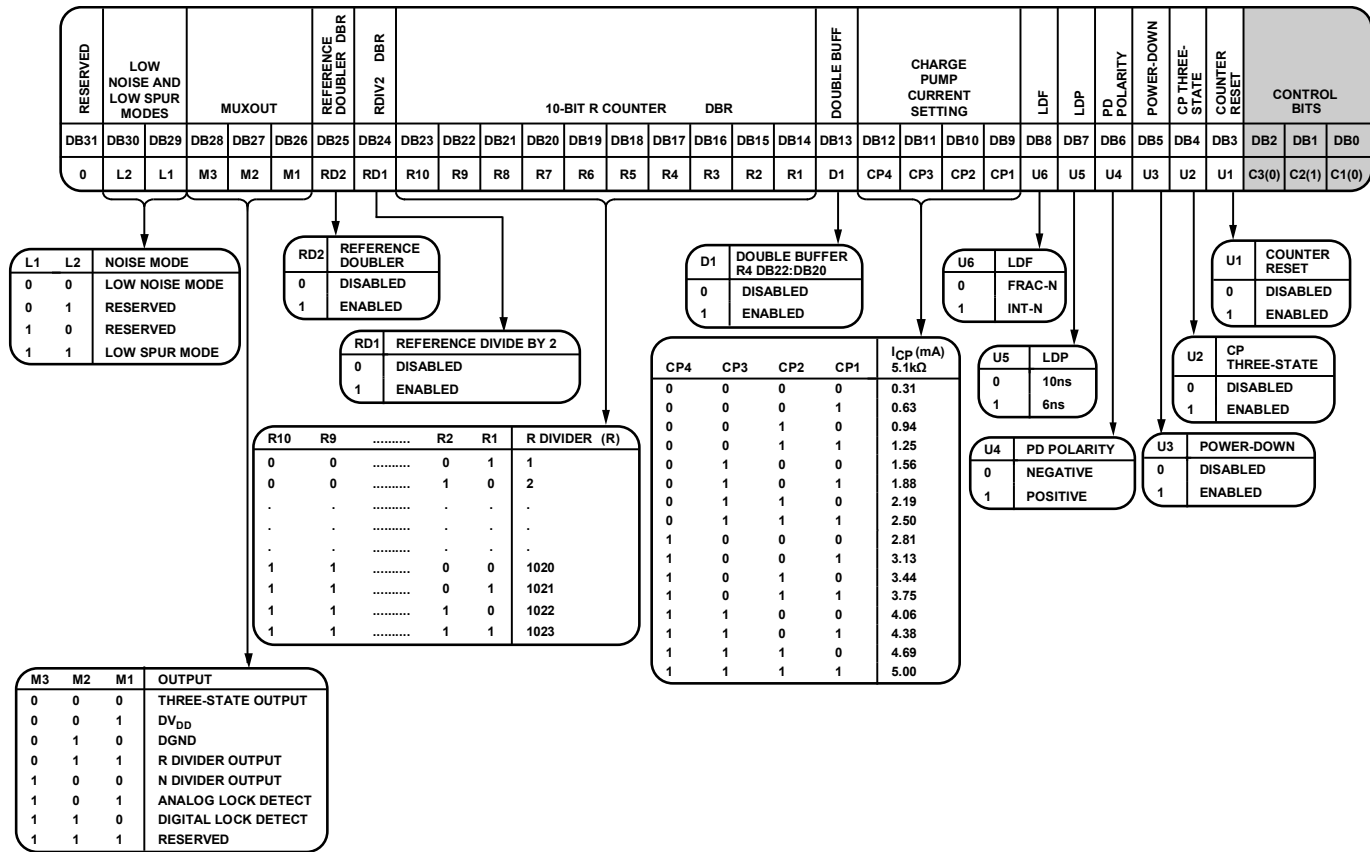 RESERVED
LOW
NOISE AND
LOW SPUR
MODES
MUXOUT
REFERENCE
DOUBLER DBR
RDIV2 DBR
10-BIT R COUNTER DBR
DOUBLE BUFF
CHARGE
PUMP
CURRENT
SETTING
LDF
LDP
PD
POLARITY
POWER-DOWN
CP THREE-
STATE
COUNTER
RESET
CONTROL
BITS
DB31 DB30 DB29 DB28 DB27 DB26 DB25 DB24 DB23 DB22 DB21 DB20 DB19 DB18 DB17 DB16 DB15 DB14 DB13 DB12 DB11 DB10 DB9 DB8 DB7 DB6 DB5 DB4 DB3 DB2 DB1 DB0
0 L2 L1 M3 M2 M1 RD2 RD1 R10 R9 R8 R7 R6 R5 R4 R3 R2 R1 D1 CP4 CP3 CP2 CP1 U6 U5 U4 U3 U2 U1 C3(0) C2(1) C1(0)
L1 L2 NOISE MODE
0 0 LOW NOISE MODE
0 1 RESERVED
1 0 RESERVED
1 1 LOW SPUR MODE
RD2 REFERENCE
DOUBLER
0 DISABLED
1 ENABLED
RD1 REFERENCE DIVIDE BY 2
0 DISABLED
1 ENABLED
R10 R9 .......... R2 R1 R DIVIDER (R)
0 0 .......... 0 1 1
0 0 .......... 1 0 2
. . .......... . . .
. . .......... . . .
. . .......... . . .
1 1 .......... 0 0 1020
1 1 .......... 0 1 1021
1 1 .......... 1 0 1022
1 1 .......... 1 1 1023
D1 DOUBLE BUFFER
R4 DB22:DB20
0 DISABLED
1 ENABLED
ICP (mA)
CP4 CP3 CP2 CP1 5.1kΩ
0 0 0 0 0.31
0 0 0 1 0.63
0 0 1 0 0.94
0 0 1 1 1.25
0 1 0 0 1.56
0 1 0 1 1.88
0 1 1 0 2.19
0 1 1 1 2.50
1 0 0 0 2.81
1 0 0 1 3.13
1 0 1 0 3.44
1 0 1 1 3.75
1 1 0 0 4.06
1 1 0 1 4.38
1 1 1 0 4.69
1 1 1 1 5.00
U6 LDF
0 FRAC-N
1 INT-N
U5 LDP
0 10ns
1 6ns
U4 PD POLARITY
0 NEGATIVE
1 POSITIVE
U1 COUNTER
RESET
0 DISABLED
1 ENABLED
U2 CP
THREE-STATE
0 DISABLED
1 ENABLED
U3 POWER-DOWN
0 DISABLED
1 ENABLED
M3 M2 M1 OUTPUT
0 0 0 THREE-STATE OUTPUT
0 0 1 DVDD
0 1 0 DGND
0 1 1 R DIVIDER OUTPUT
1 0 0 N DIVIDER OUTPUT
1 0 1 ANALOG LOCK DETECT
1 1 0 DIGITAL LOCK DETECT
1 1 1 RESERVED